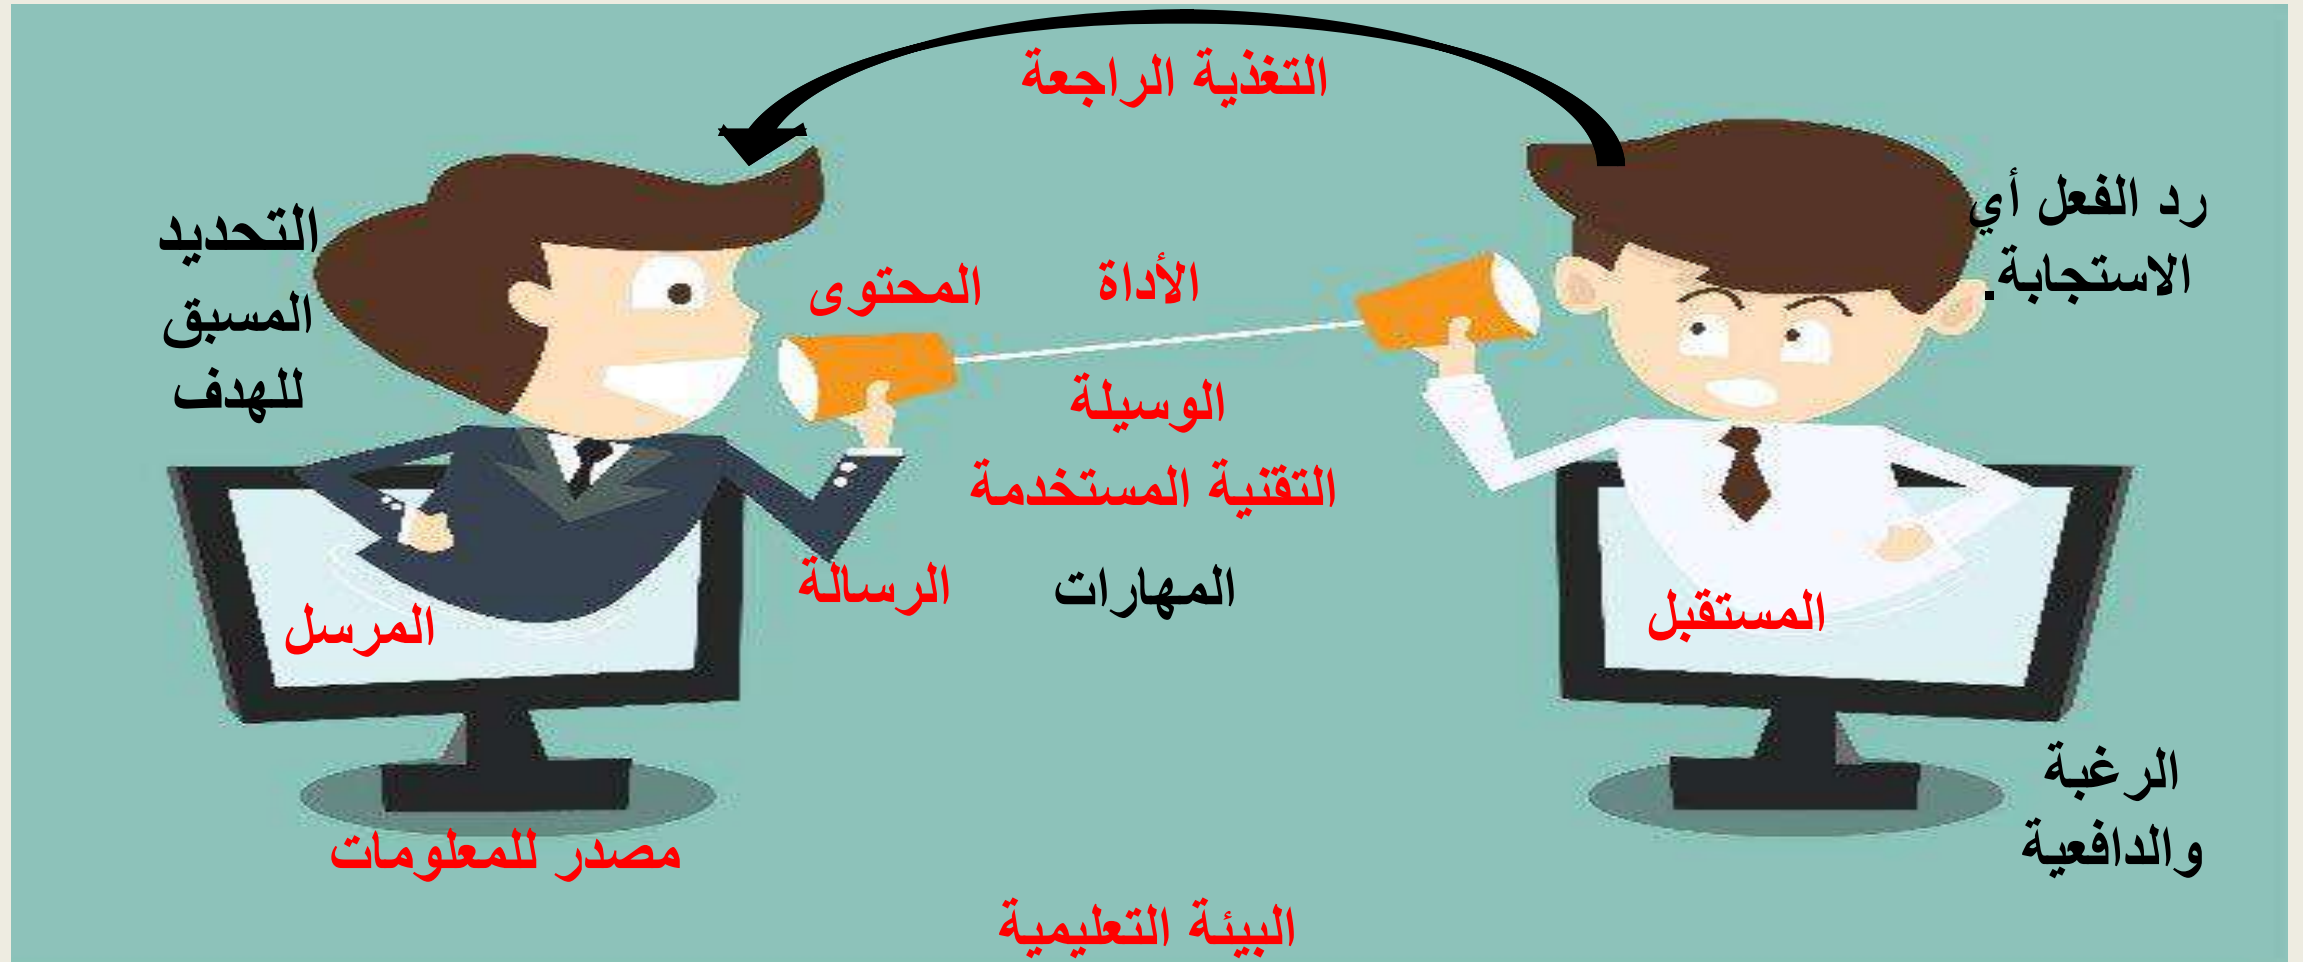 التغذية الراجعة
رد الفعل أي
الاستجابة.
التحديد
المسبق
للهدف
الأداة
المحتوى
الوسيلة
التقنية المستخدمة
المهارات
الرسالة
المستقبل
المرسل
الرغبة
والدافعية
مصدر للمعلومات
البيئة التعليمية